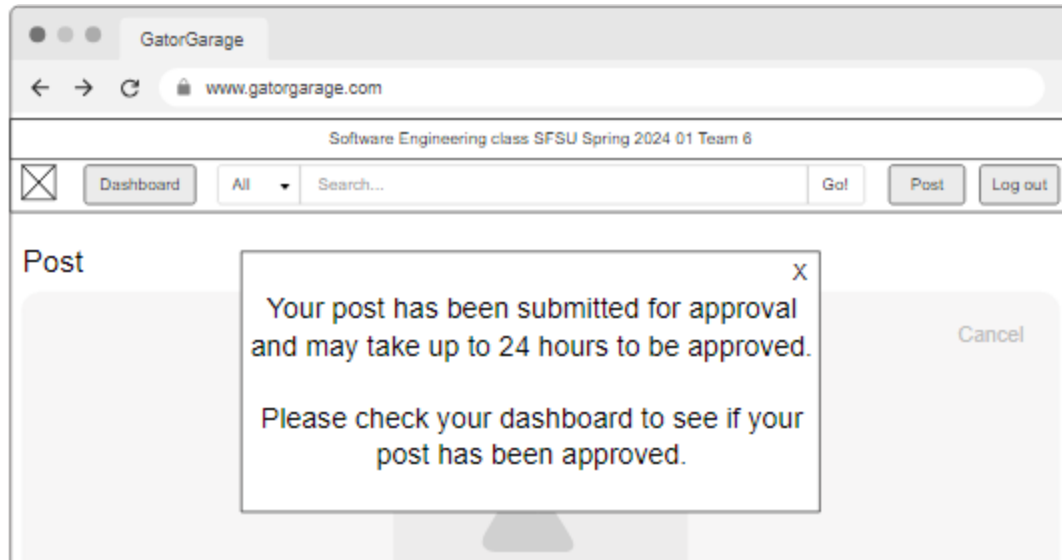 GatorGarage
www.gatorgarage.com
Software Engineering class SFSU Spring 2024 01 Team 6
Dashboard All Search... Go! Post Log out
Post
X
Your post has been submitted for approval
and may take up to 24 hours to be approved.
Cancel
Please check your dashboard to see if your
post has been approved.